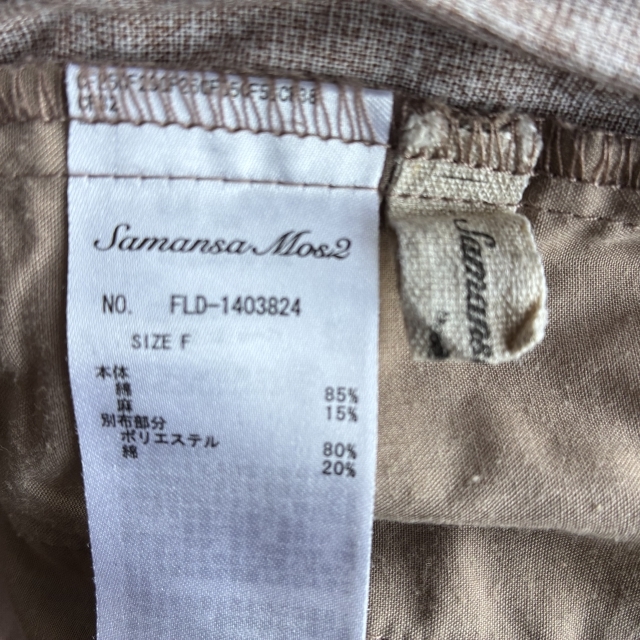 Samansa Mos2
NO. FLD-1403824
SIZE F
本体
綿 85%
麻 15%
別布部分
ポリエステル 80%
綿 20%
Samans